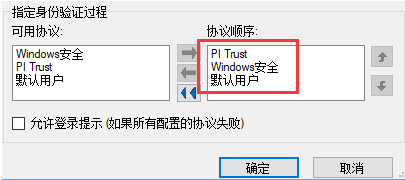 指定身份验证过程
可用协议:
协议顺序:
Windows安全
PI Trust
默认用户
PI Trust
Windows安全
默认用户
允许登录提示 (如果所有配置的协议失败)
确定
取消